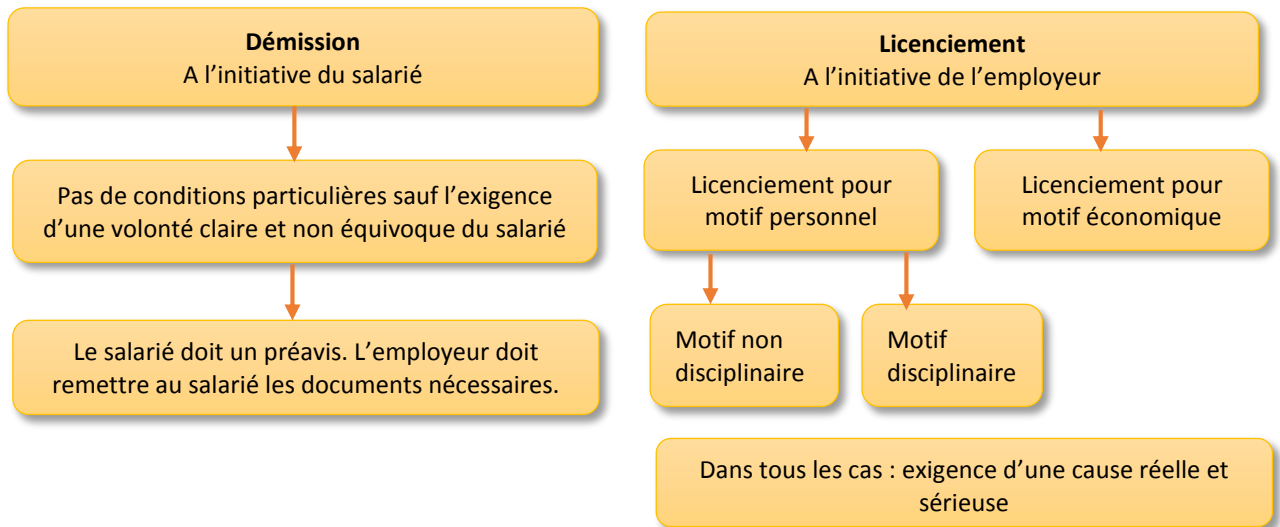 Démission
A l’initiative du salarié
Pas de conditions particulières sauf l’exigence
d’une volonté claire et non équivoque du salarié
Le salarié doit un préavis. L’employeur doit
remettre au salarié les documents nécessaires.
Licenciement
A l’initiative de l’employeur
Licenciement pour
motif personnel
Licenciement pour
motif économique
Motif non
disciplinaire
Motif
disciplinaire
Dans tous les cas : exigence d’une cause réelle et
sérieuse